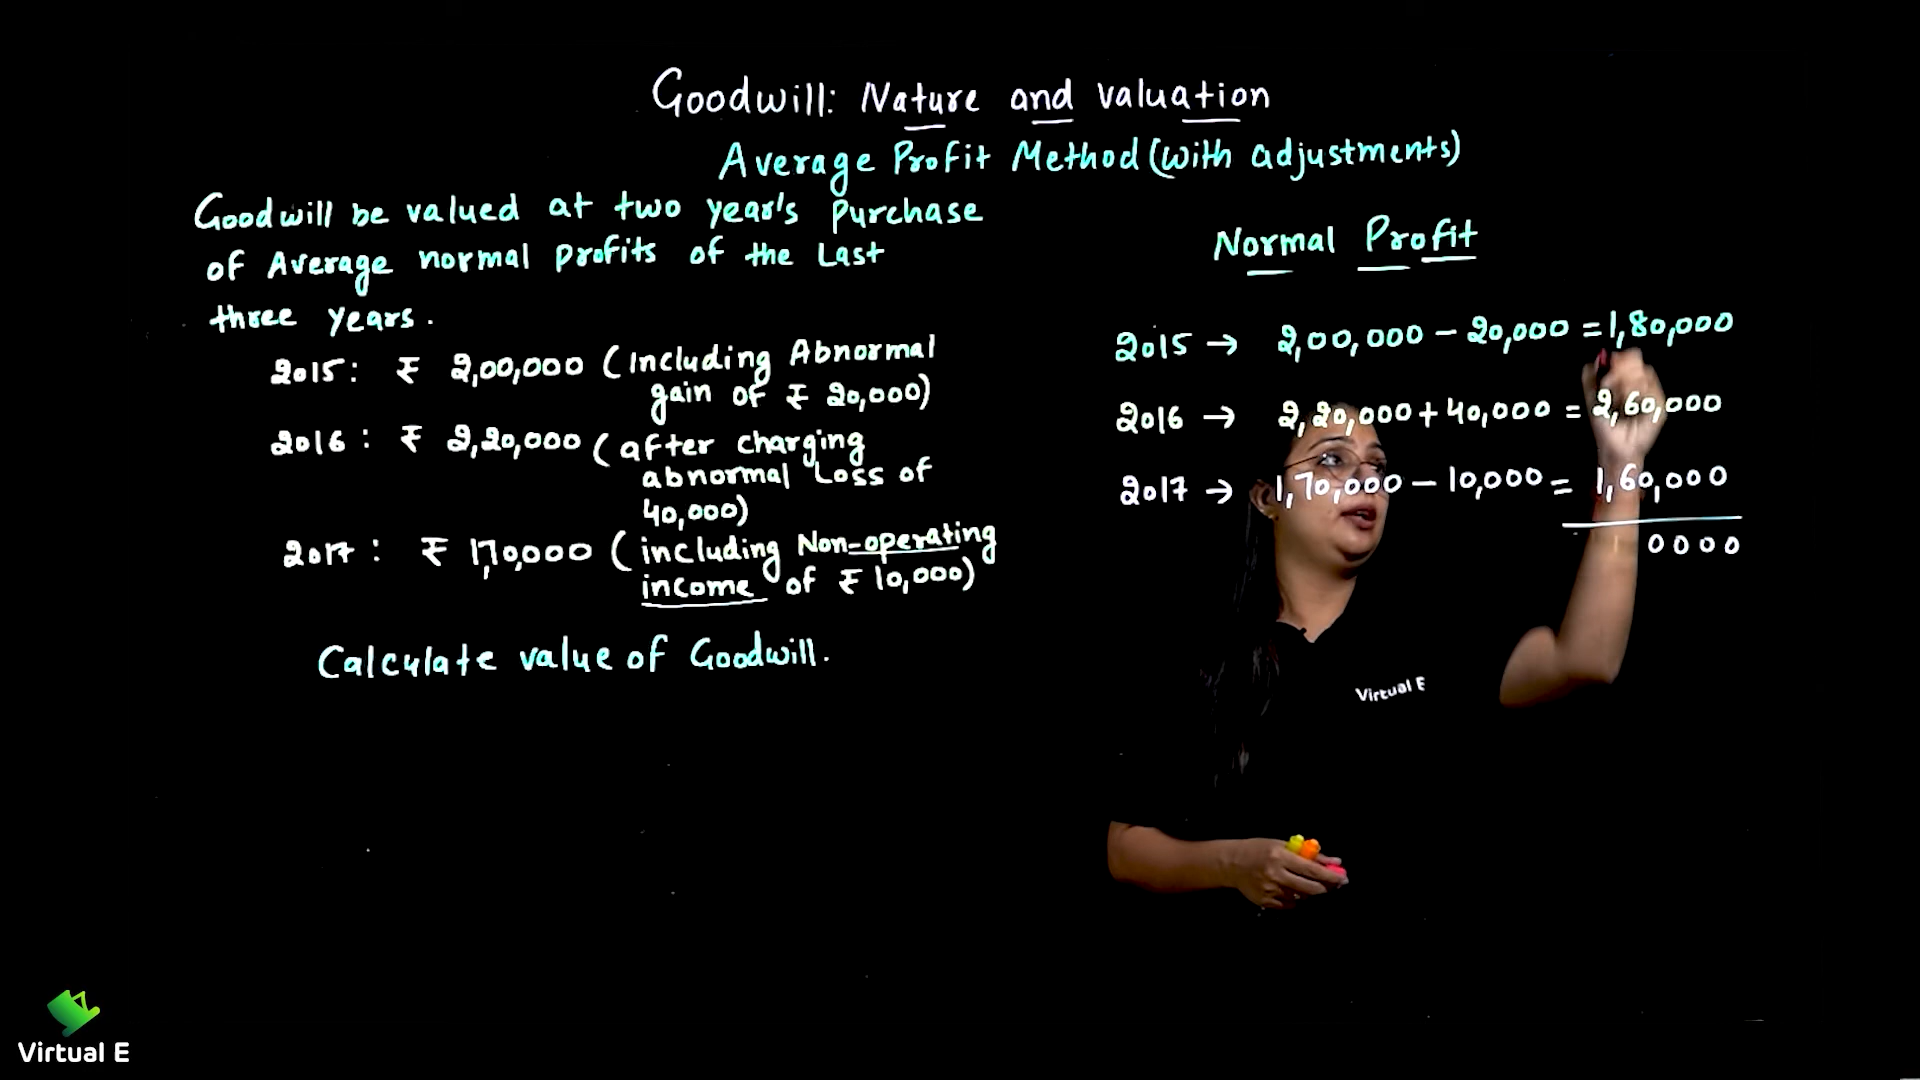 Goodwill: Nature and valuation
Average Profit Method (with adjustments)
Goodwill be valued at two year's Purchase
of Average normal profits of the Last
three years.
2015: ₹ 2,00,000 (Including Abnormal
gain of ₹ 20,000)
2016: ₹ 2,20,000 (after charging
abnormal Loss of
40,000)
2017: ₹ 1,70,000 (including Non-operating
income of ₹ 10,000)
Calculate value of Goodwill.
Normal Profit
2015 → 2,00,000 - 20,000 = 1,80,000
2016 → 2,20,000 + 40,000 = 2,60,000
2017 → 1,70,000 - 10,000 = 1,60,000
0000
Virtual E
Virtual E